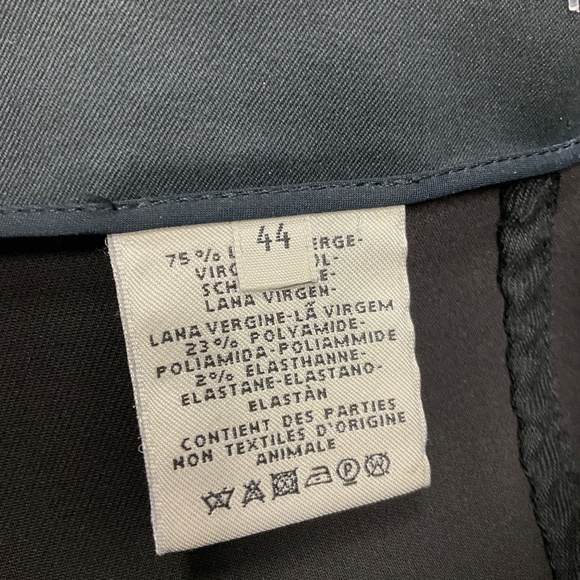 44
75%
LANA VIRGEN-
LANA VERGINE-LÃ VIRGEM
23% POLYAMIDE-
POLIAMIDA-POLIAMMIDE
2% ELASTHANNE-
ELASTANE-ELASTANO-
ELASTÁN
CONTIENT DES PARTIES
NON TEXTILES D'ORIGINE
ANIMALE
P W